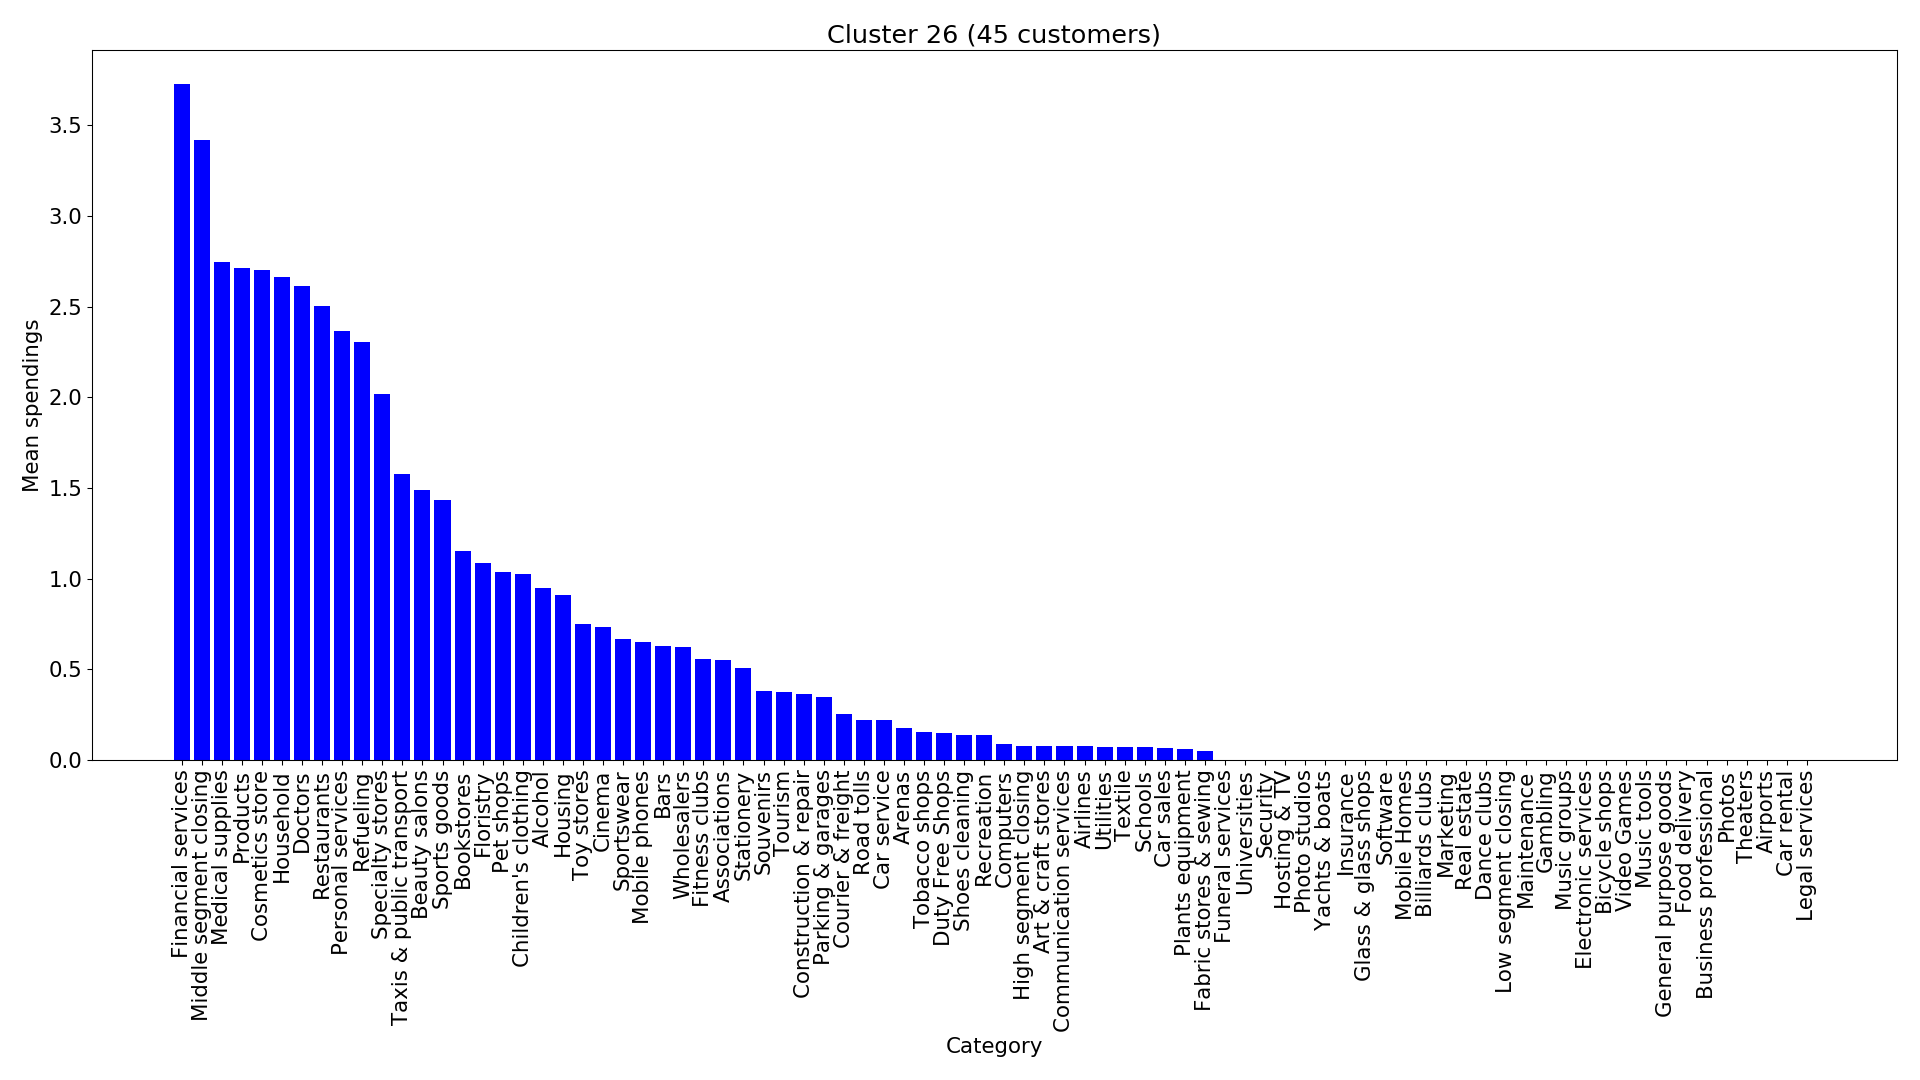 Cluster 26 (45 customers)
Mean spendings
3.5
3.0
2.5
2.0
1.5
1.0
0.5
0.0
Financial services
Middle segment closing
Medical supplies
Products
Cosmetics store
Household
Doctors
Restaurants
Personal services
Refueling
Specialty stores
Taxis & public transport
Beauty salons
Sports goods
Bookstores
Floristry
Pet shops
Children's clothing
Alcohol
Housing
Toy stores
Cinema
Sportswear
Mobile phones
Bars
Wholesalers
Fitness clubs
Associations
Stationery
Souvenirs
Tourism
Construction & repair
Parking & garages
Courier & freight
Road tolls
Car service
Arenas
Tobacco shops
Duty Free Shops
Shoes cleaning
Recreation
Computers
High segment closing
Art & craft stores
Communication services
Airlines
Utilities
Textile
Schools
Car sales
Plants equipment
Fabric stores & sewing
Funeral services
Universities
Security
Hosting & TV
Photo studios
Yachts & boats
Insurance
Glass & glass shops
Software
Mobile Homes
Billiards clubs
Marketing
Real estate
Dance clubs
Low segment closing
Maintenance
Gambling
Music groups
Electronic services
Bicycle shops
Video Games
Music tools
General purpose goods
Food delivery
Business professional
Photos
Theaters
Airports
Car rental
Legal services
Category